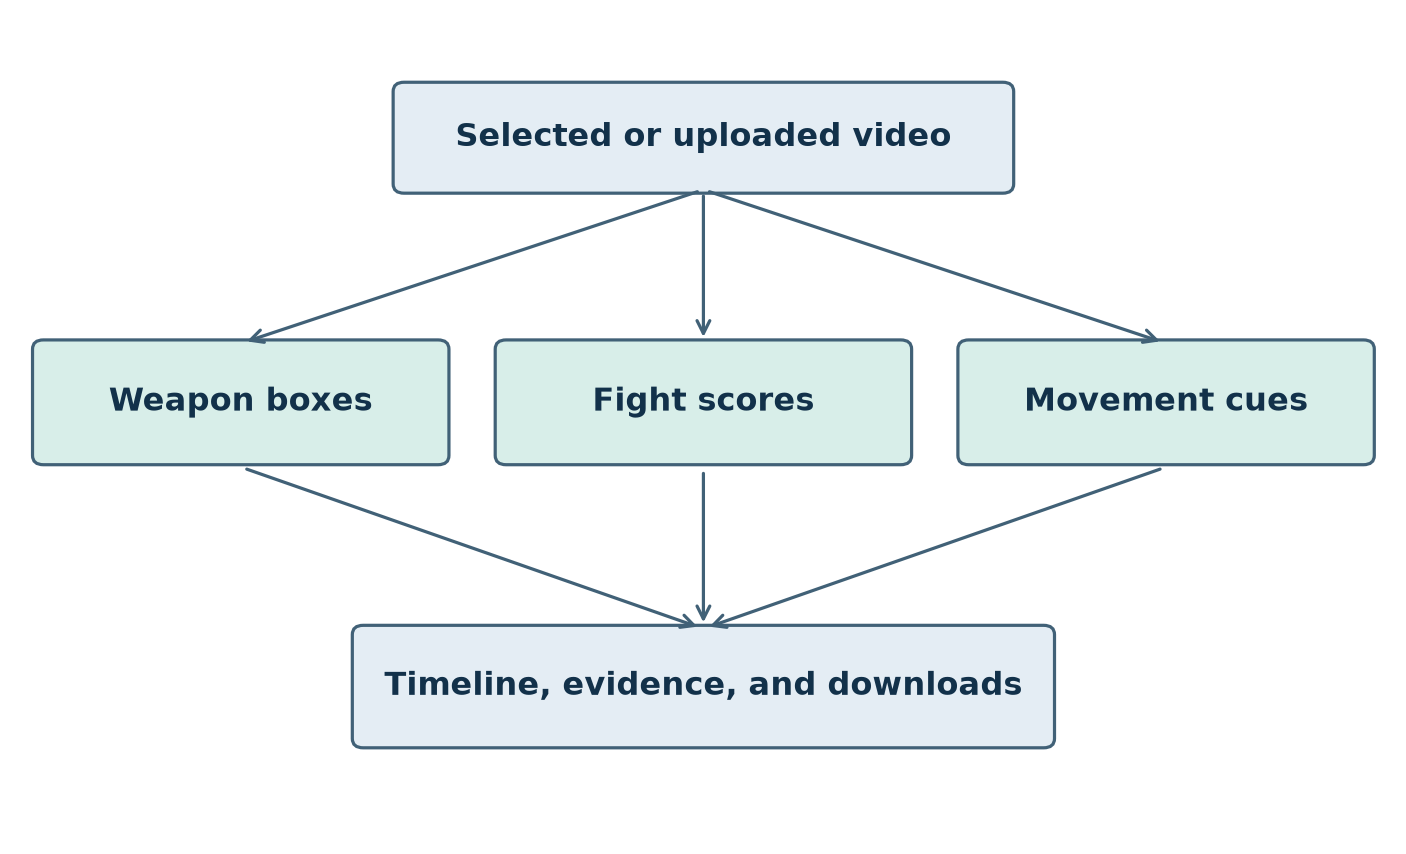 Selected or uploaded video
Weapon boxes
Fight scores
Movement cues
Timeline, evidence, and downloads